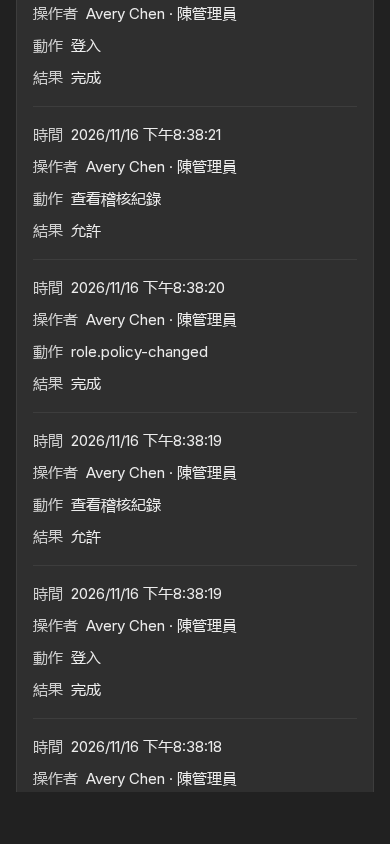 操作者 Avery Chen · 陳管理員
動作 登入
結果 完成
時間 2026/11/16 下午8:38:21
操作者 Avery Chen · 陳管理員
動作 查看稽核紀錄
結果 允許
時間 2026/11/16 下午8:38:20
操作者 Avery Chen · 陳管理員
動作 role.policy-changed
結果 完成
時間 2026/11/16 下午8:38:19
操作者 Avery Chen · 陳管理員
動作 查看稽核紀錄
結果 允許
時間 2026/11/16 下午8:38:19
操作者 Avery Chen · 陳管理員
動作 登入
結果 完成
時間 2026/11/16 下午8:38:18
操作者 Avery Chen · 陳管理員